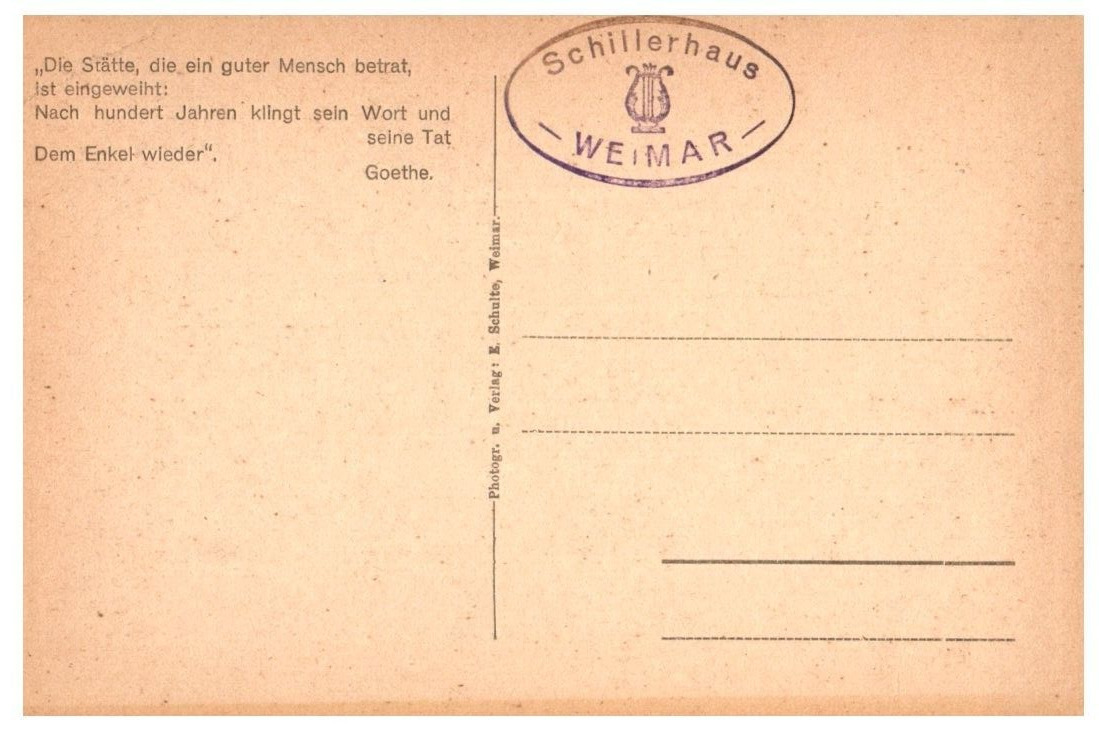 „Die Stätte, die ein guter Mensch betrat,
ist eingeweiht:
Nach hundert Jahren klingt sein Wort und
seine Tat
Dem Enkel wieder“.
Goethe.
Schillerhaus
— WEIMAR —
Photogr. u. Verlag: E. Schulte, Weimar.